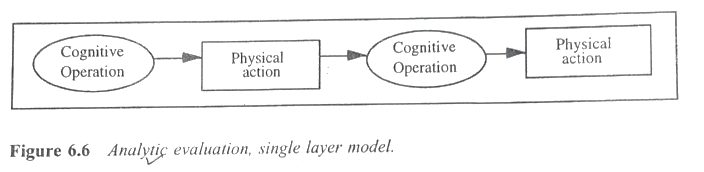 Cognitive
Operation
Physical
action
Cognitive
Operation
Physical
action
Figure 6.6 Analytic evaluation, single layer model.